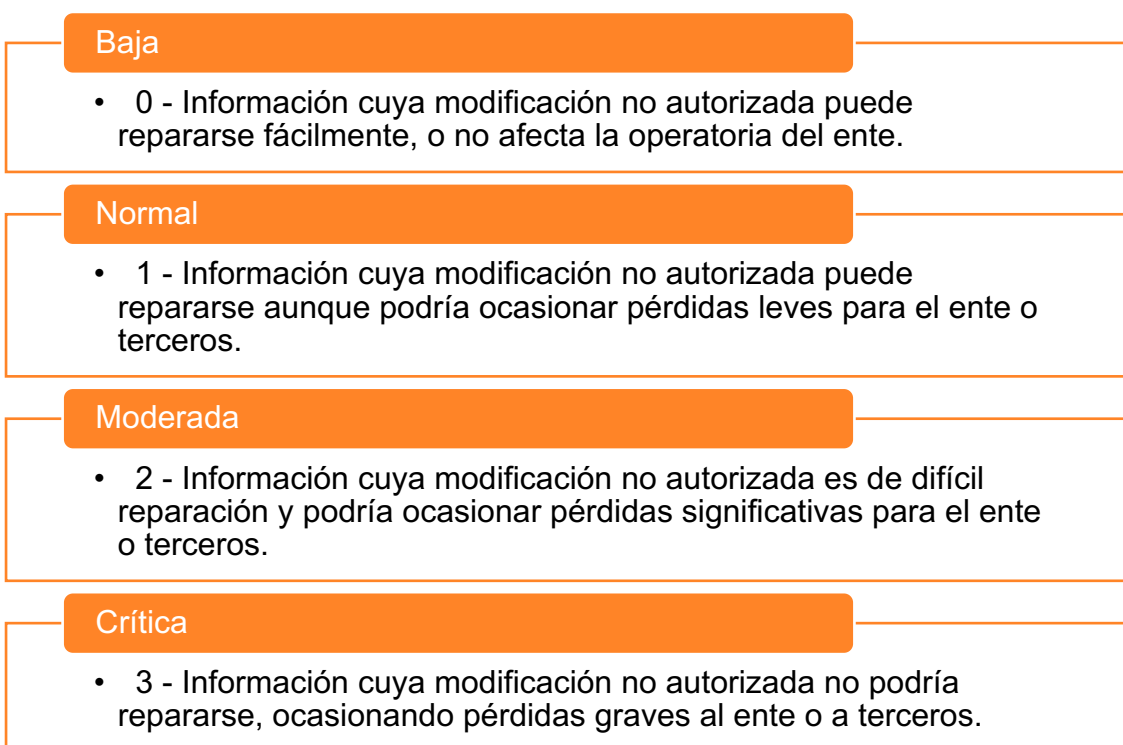 Baja
• 0 - Información cuya modificación no autorizada puede
repararse fácilmente, o no afecta la operatoria del ente.
Normal
• 1 - Información cuya modificación no autorizada puede
repararse aunque podría ocasionar pérdidas leves para el ente o
terceros.
Moderada
• 2 - Información cuya modificación no autorizada es de difícil
reparación y podría ocasionar pérdidas significativas para el ente
o terceros.
Crítica
• 3 - Información cuya modificación no autorizada no podría
repararse, ocasionando pérdidas graves al ente o a terceros.